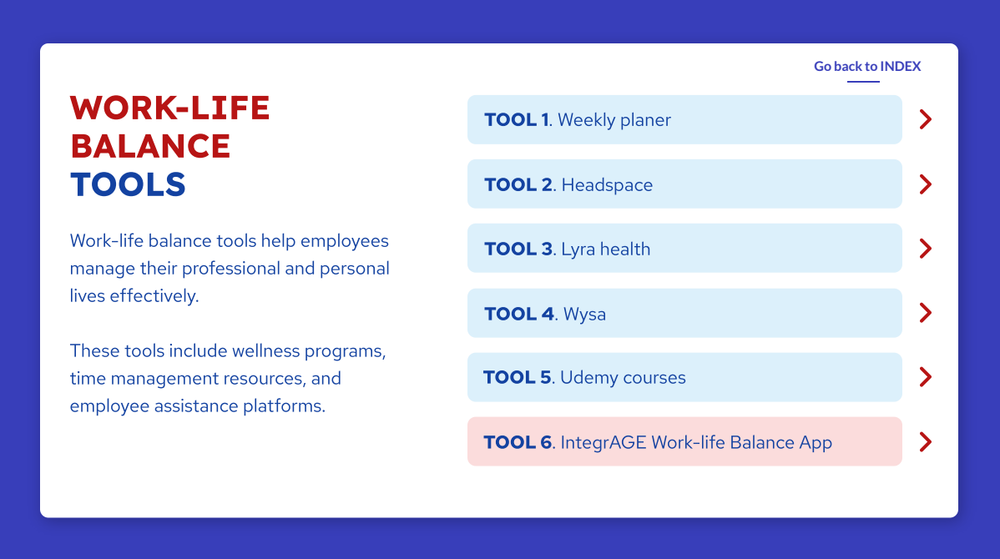 Go back to INDEX
WORK-LIFE
BALANCE
TOOLS
Work-life balance tools help employees
manage their professional and personal
lives effectively.
These tools include wellness programs,
time management resources, and
employee assistance platforms.
TOOL 1. Weekly planer
TOOL 2. Headspace
TOOL 3. Lyra health
TOOL 4. Wysa
TOOL 5. Udemy courses
TOOL 6. IntegrAGE Work-life Balance App